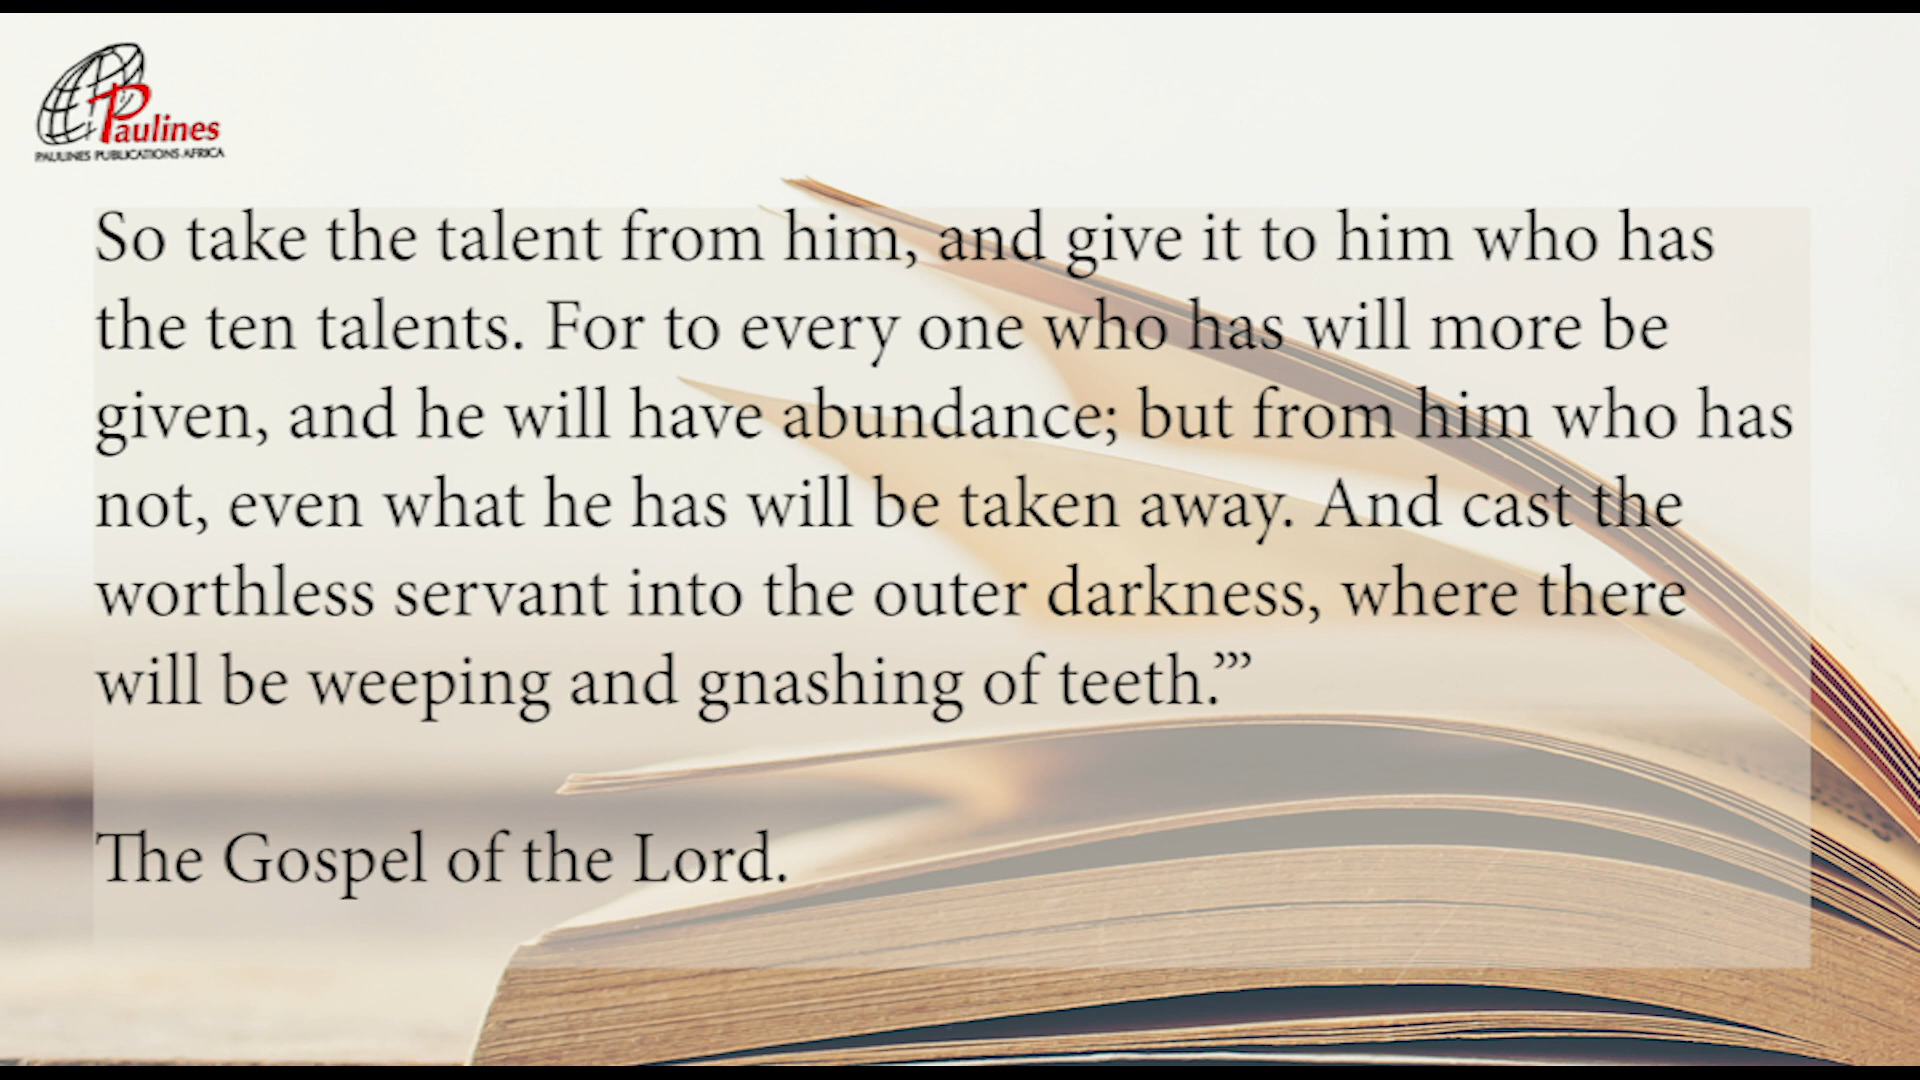 Paulines
PAULINES PUBLICATIONS AFRICA
So take the talent from him, and give it to him who has
the ten talents. For to every one who has will more be
given, and he will have abundance; but from him who has
not, even what he has will be taken away. And cast the
worthless servant into the outer darkness, where there
will be weeping and gnashing of teeth.’”
The Gospel of the Lord.